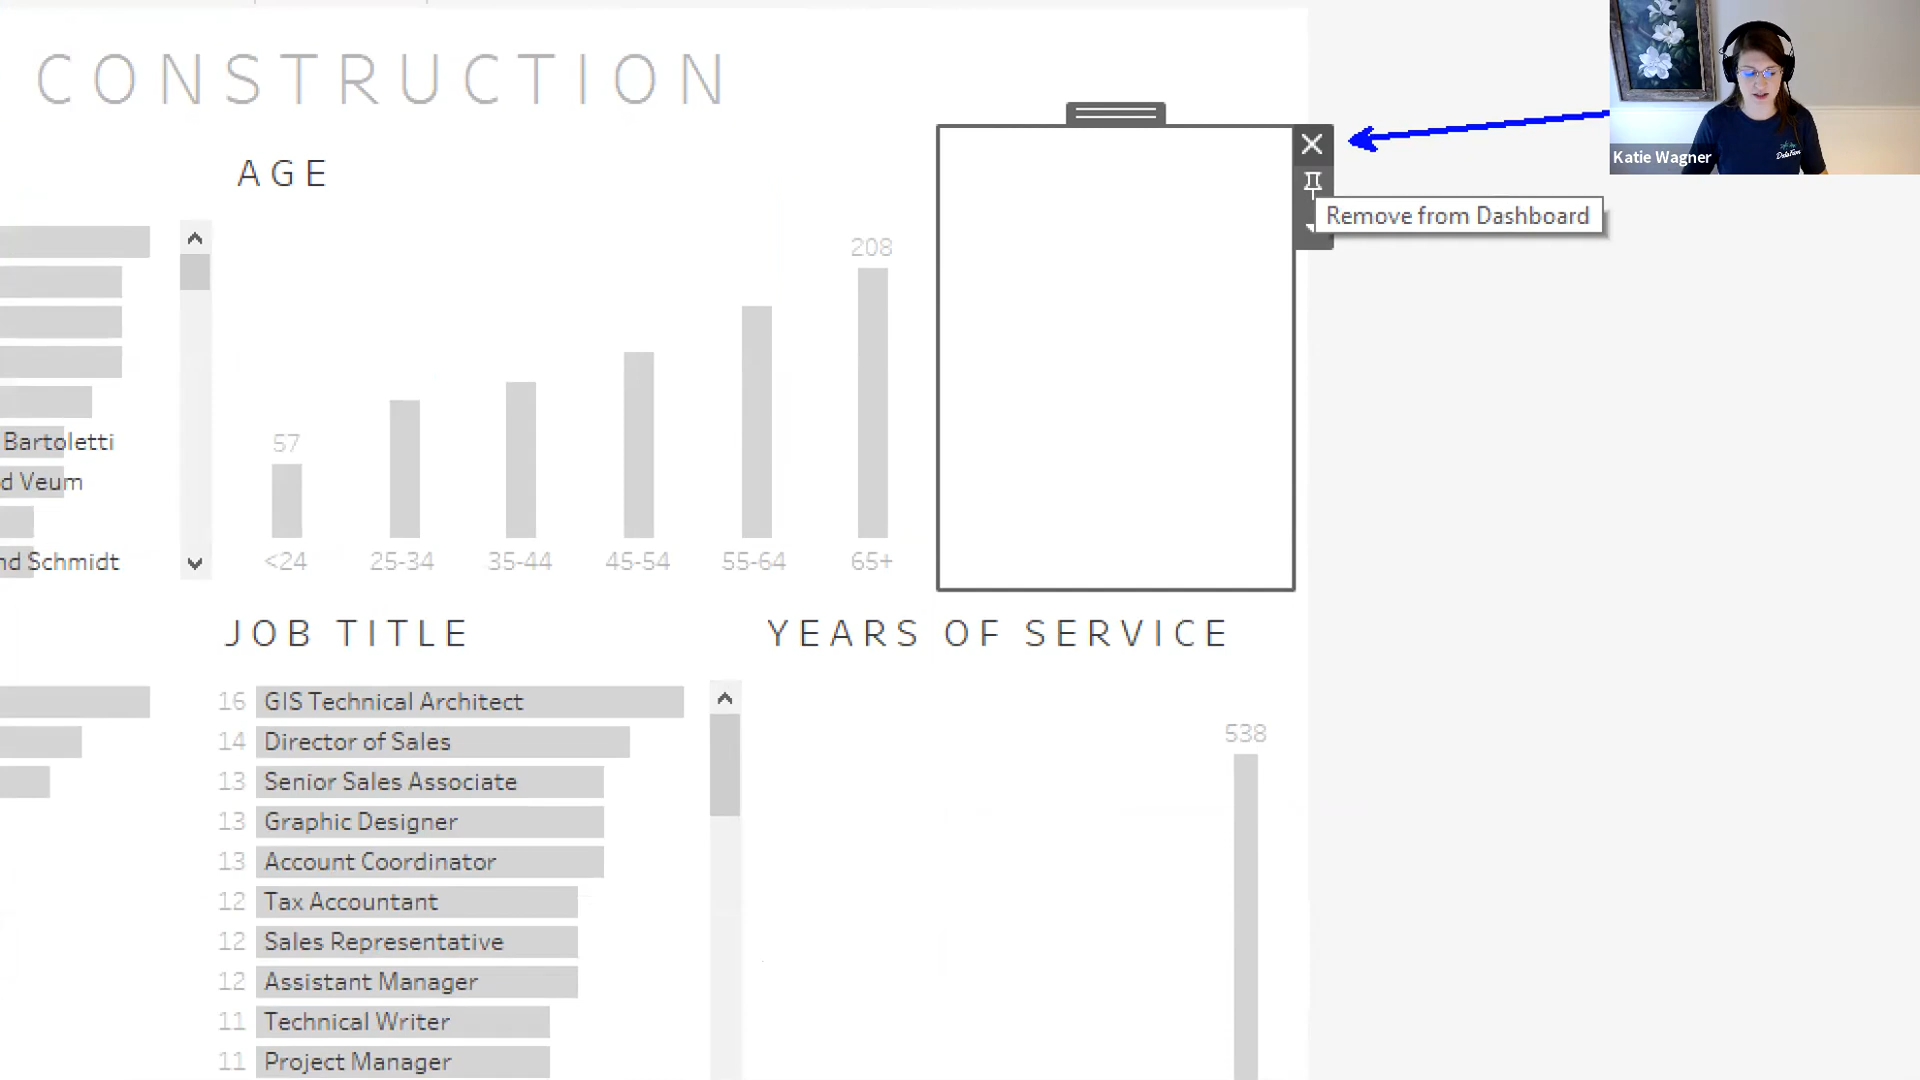 CONSTRUCTION
Katie Wagner
AGE
Remove from Dashboard
208
57
Bartoletti
d Veum
nd Schmidt
<24 25-34 35-44 45-54 55-64 65+
JOB TITLE
YEARS OF SERVICE
16 GIS Technical Architect
538
14 Director of Sales
13 Senior Sales Associate
13 Graphic Designer
13 Account Coordinator
12 Tax Accountant
12 Sales Representative
12 Assistant Manager
11 Technical Writer
11 Project Manager